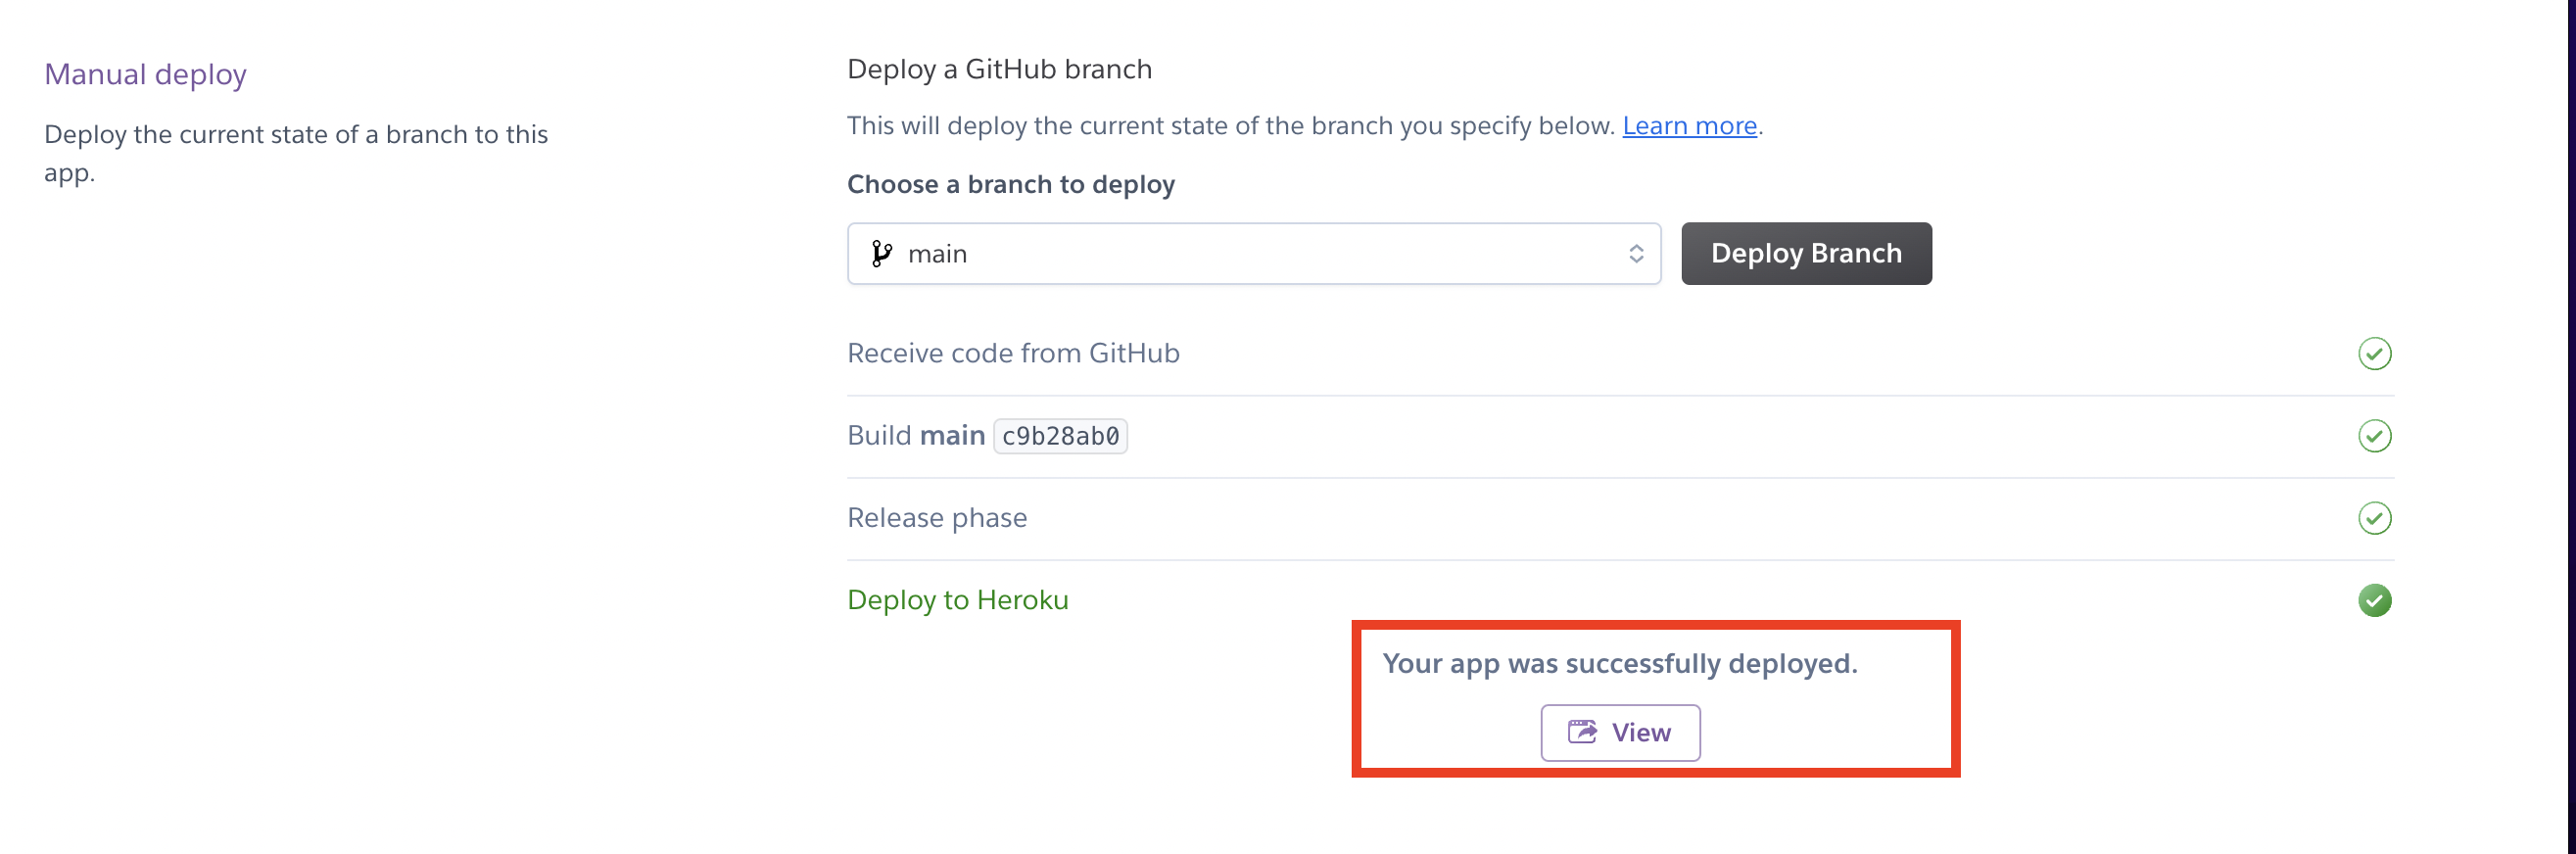 Manual deploy
Deploy the current state of a branch to this
app.
Deploy a GitHub branch
This will deploy the current state of the branch you specify below. Learn more.
Choose a branch to deploy
main
Deploy Branch
Receive code from GitHub
Build main c9b28ab0
Release phase
Deploy to Heroku
Your app was successfully deployed.
View